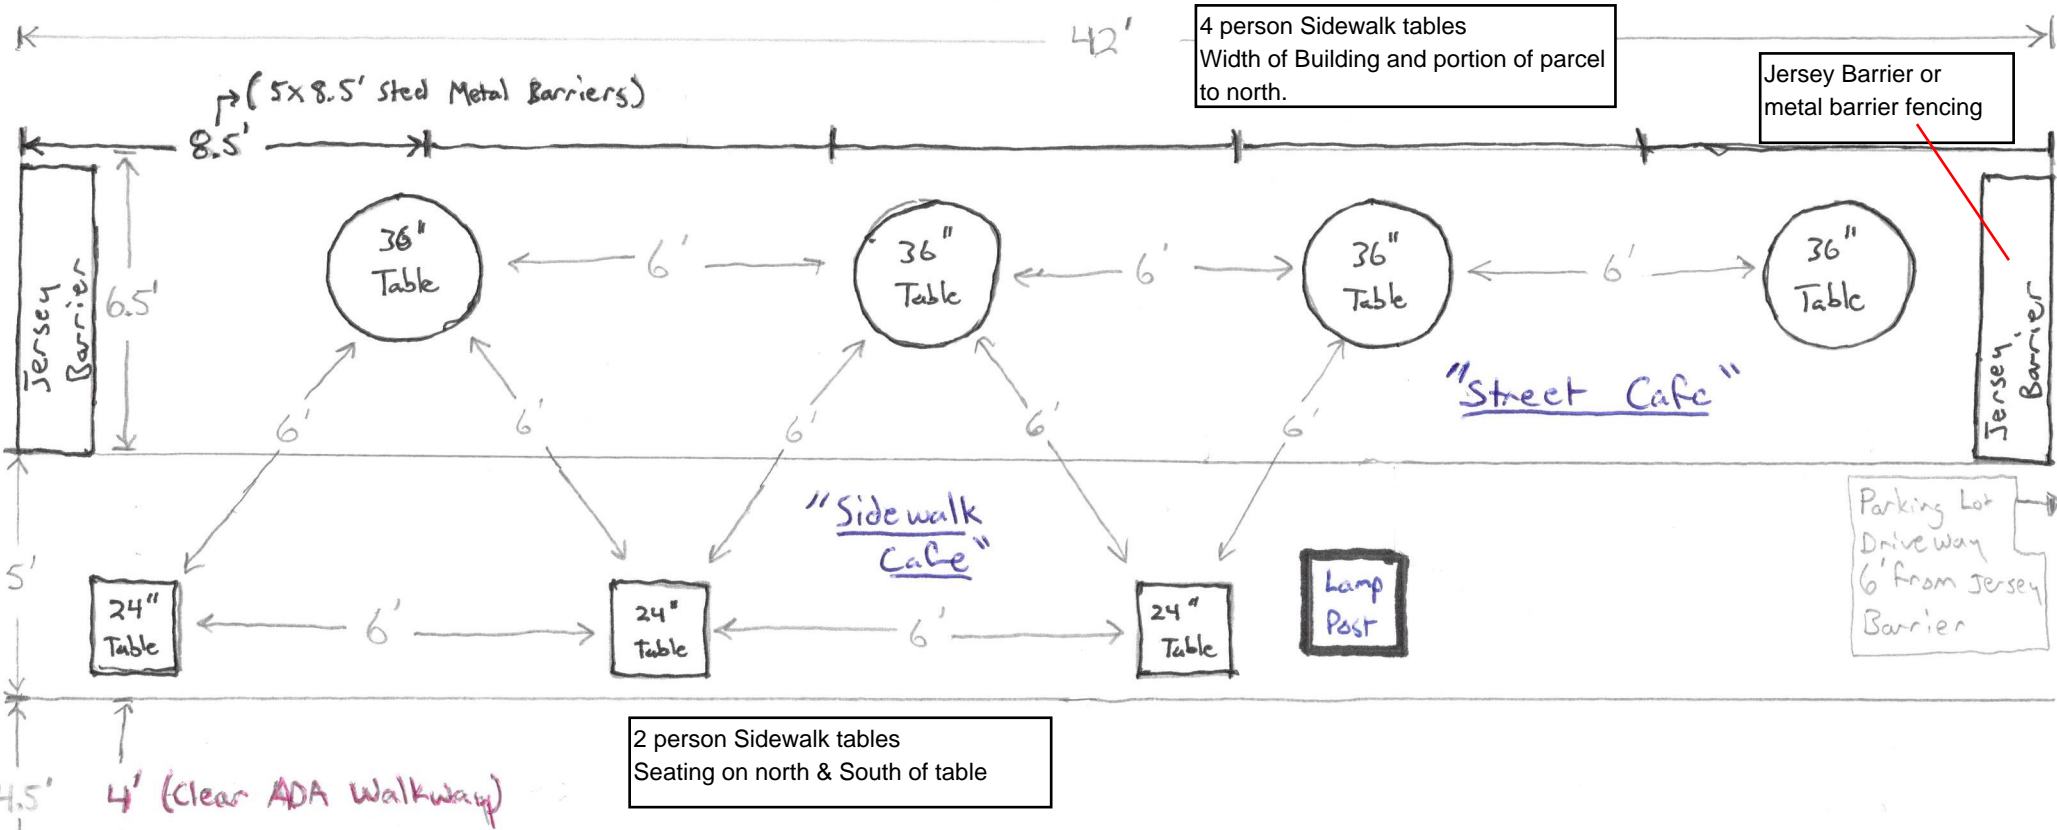 42'
4 person Sidewalk tables
Width of Building and portion of parcel
to north.
Jersey Barrier or
metal barrier fencing
(5x8.5' Steel Metal Barriers)
8.5'
Jersey
Barrier
6.5'
36"
Table
6'
36"
Table
6'
36"
Table
6'
36"
Table
Jersey
Barrier
"Street Cafe"
6'
6'
6'
6'
6'
"Sidewalk
Cafe"
5'
24"
Table
6'
24"
Table
6'
24"
Table
Lamp
Post
Parking Lot
Driveway
6' from Jersey
Barrier
2 person Sidewalk tables
Seating on north & South of table
4.5'
4' (Clear ADA Walkway)